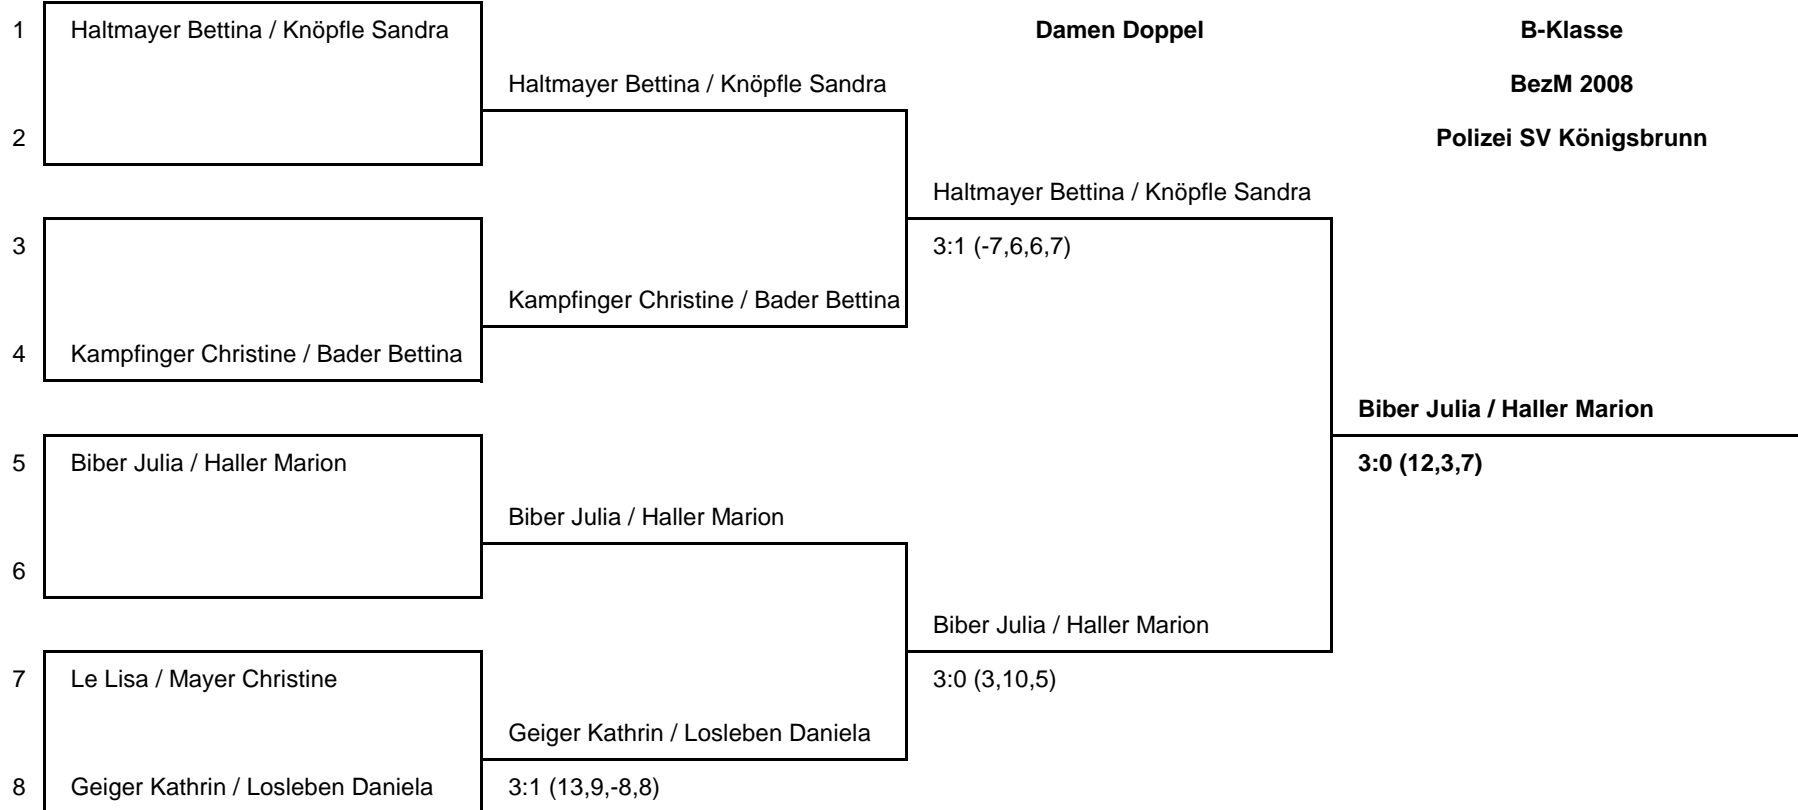 1 Haltmayer Bettina / Knöpfle Sandra Damen Doppel B-Klasse
Haltmayer Bettina / Knöpfle Sandra BezM 2008
2 Polizei SV Königsbrunn
Haltmayer Bettina / Knöpfle Sandra
3 3:1 (-7,6,6,7)
Kampfinger Christine / Bader Bettina
4 Kampfinger Christine / Bader Bettina
Biber Julia / Haller Marion
5 Biber Julia / Haller Marion 3:0 (12,3,7)
Biber Julia / Haller Marion
6
Biber Julia / Haller Marion
7 Le Lisa / Mayer Christine 3:0 (3,10,5)
Geiger Kathrin / Losleben Daniela
8 Geiger Kathrin / Losleben Daniela 3:1 (13,9,-8,8)